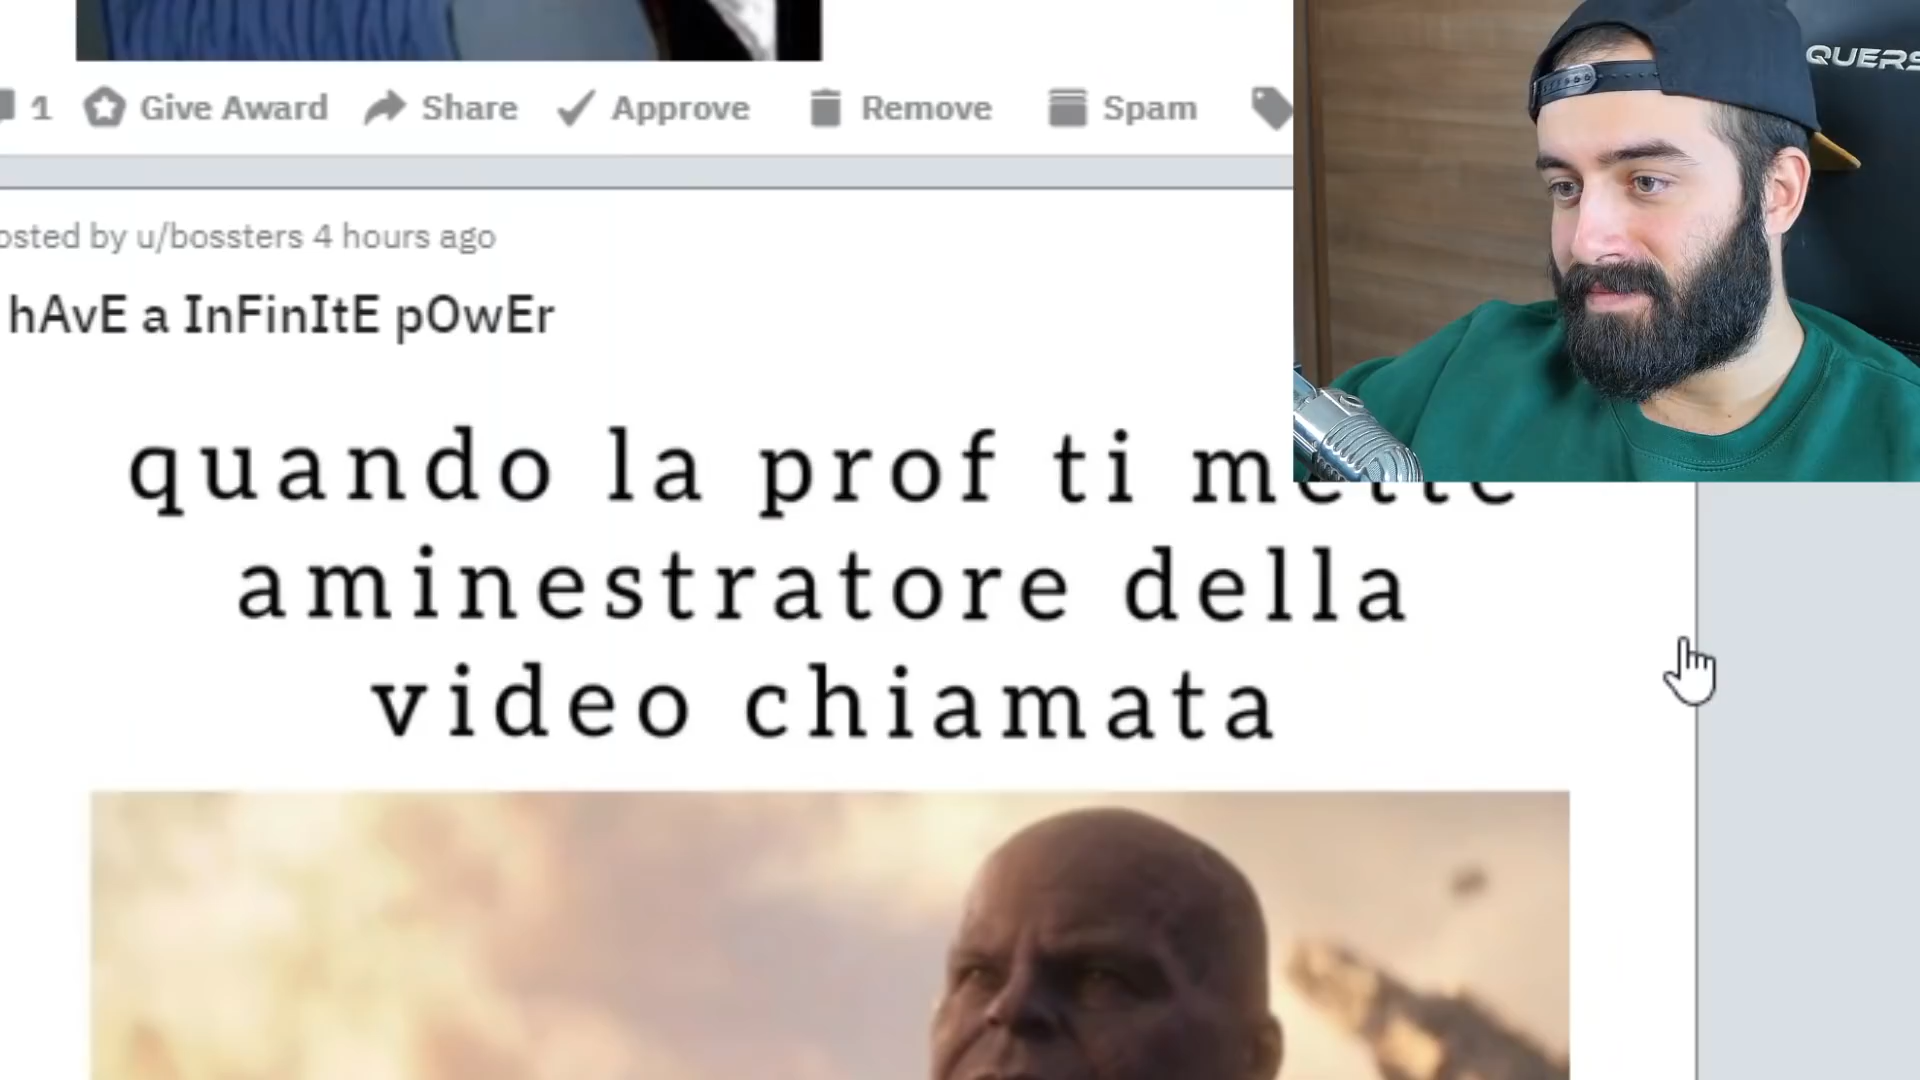 QUERS
1 Give Award Share Approve Remove Spam
osted by u/bossters 4 hours ago
hAvE a InFinItE pOwEr
quando la prof ti mette
aminestratore della
video chiamata